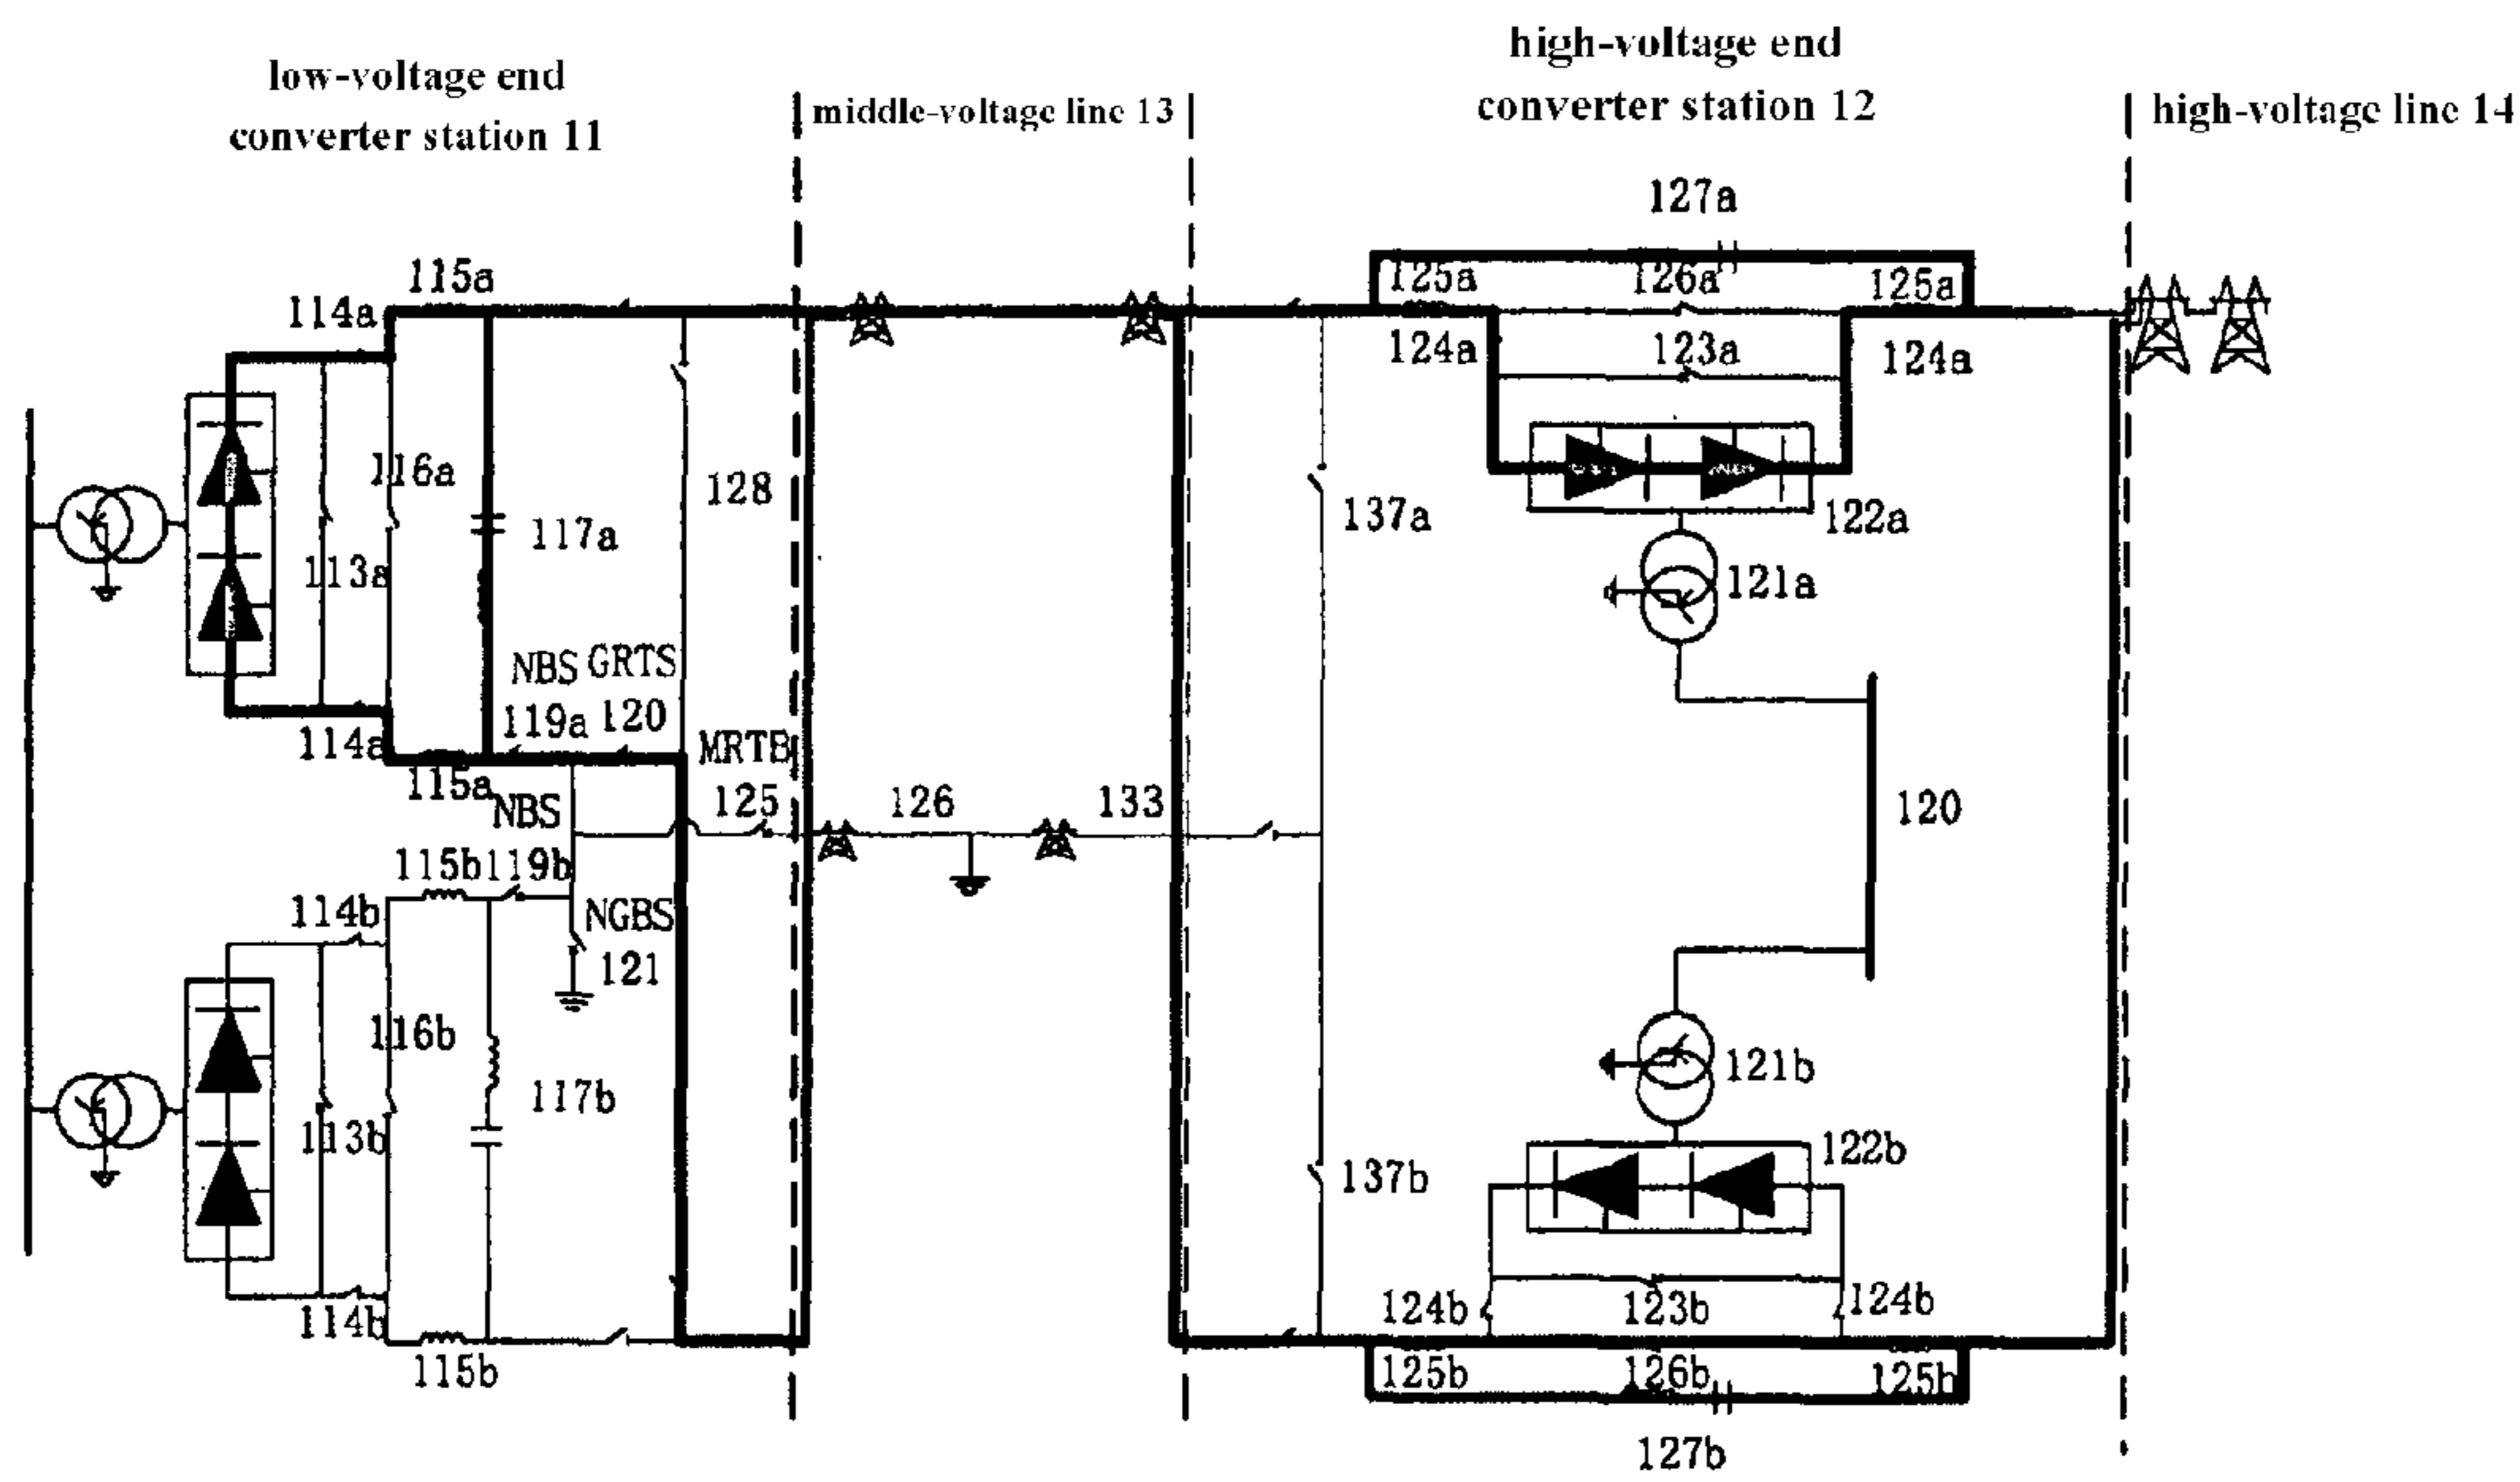 low-voltage end
converter station 11
middle-voltage line 13
high-voltage end
converter station 12
high-voltage line 14
127a
115a
125a
126a
125a
114a
124a
123a
124a
116a
128
117a
137a
122a
113a
121a
NBS GRTS
119a 120
114a
MRTB
115a
NBS
125
126
133
120
115b
119b
114b
NGBS
121
116b
121b
117b
113b
122b
137b
114b
124b
123b
124b
115b
125b
126b
125b
127b